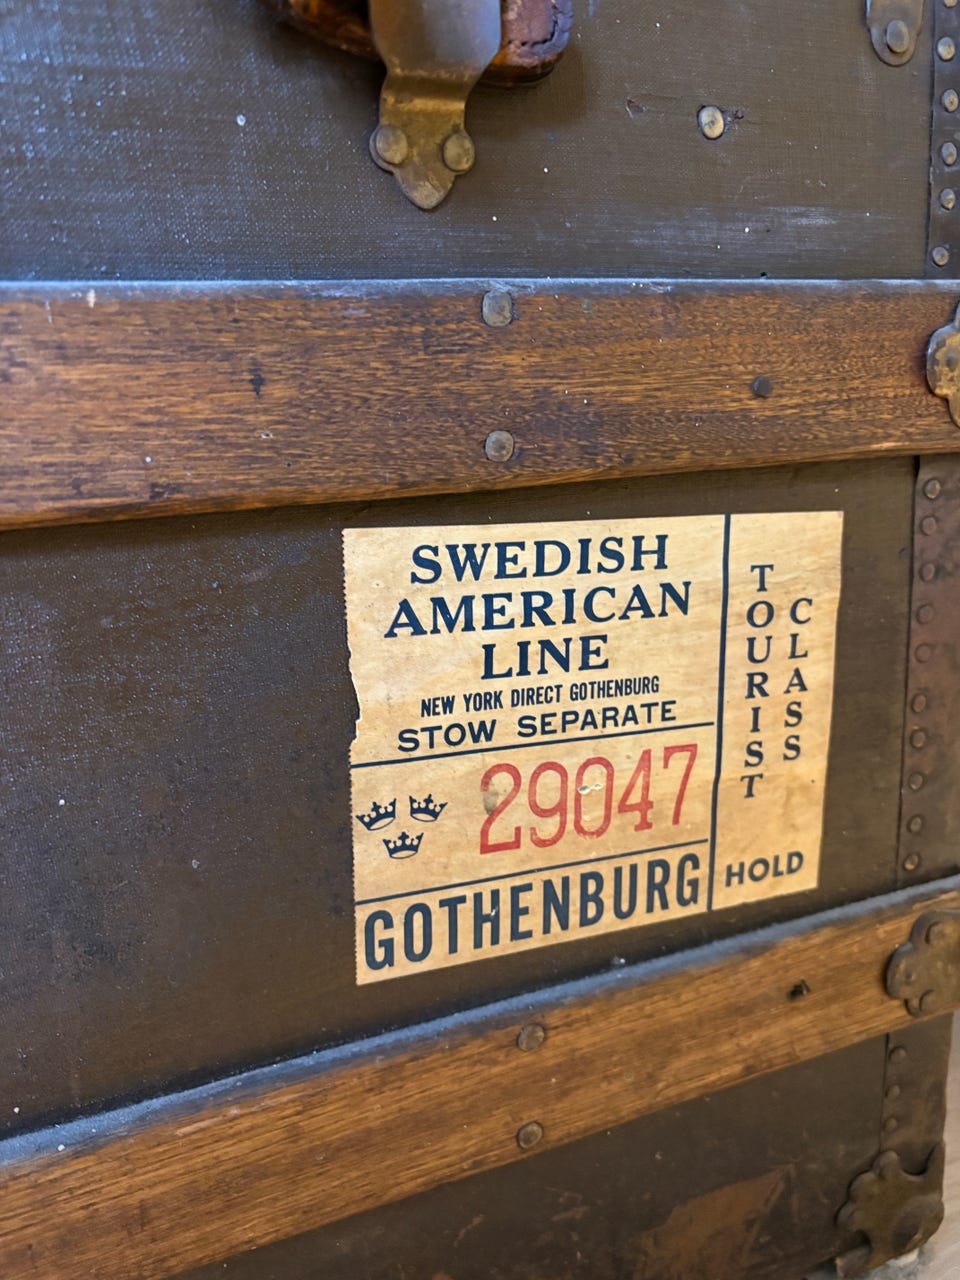 SWEDISH
AMERICAN
LINE
NEW YORK DIRECT GOTHENBURG
STOW SEPARATE
29047
GOTHENBURG
TOURIST
CLASS
HOLD